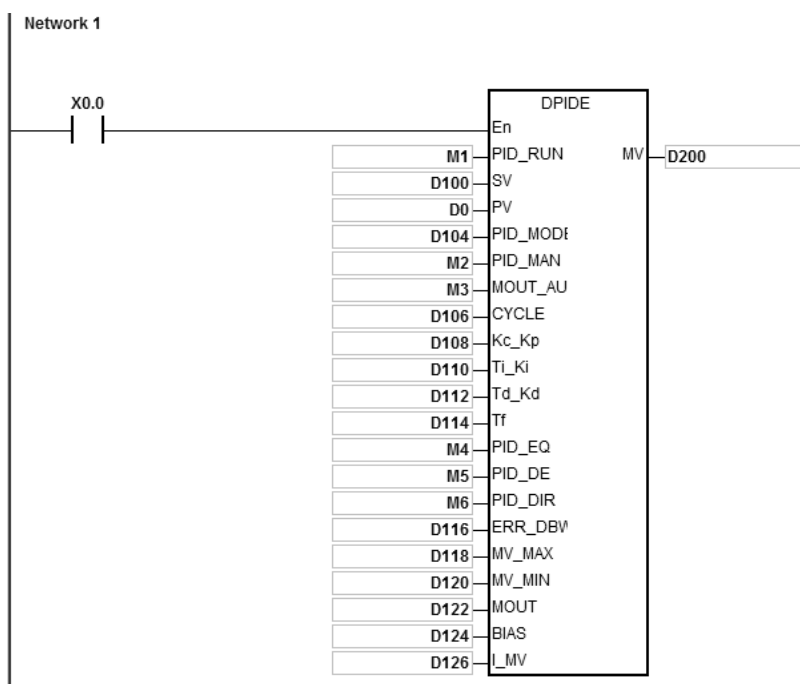 Network 1
X0.0
DPIDE
En
M1 PID_RUN MV D200
D100 SV
D0 PV
D104 PID_MODE
M2 PID_MAN
M3 MOUT_AU
D106 CYCLE
D108 Kc_Kp
D110 Ti_Ki
D112 Td_Kd
D114 Tf
M4 PID_EQ
M5 PID_DE
M6 PID_DIR
D116 ERR_DBW
D118 MV_MAX
D120 MV_MIN
D122 MOUT
D124 BIAS
D126 I_MV